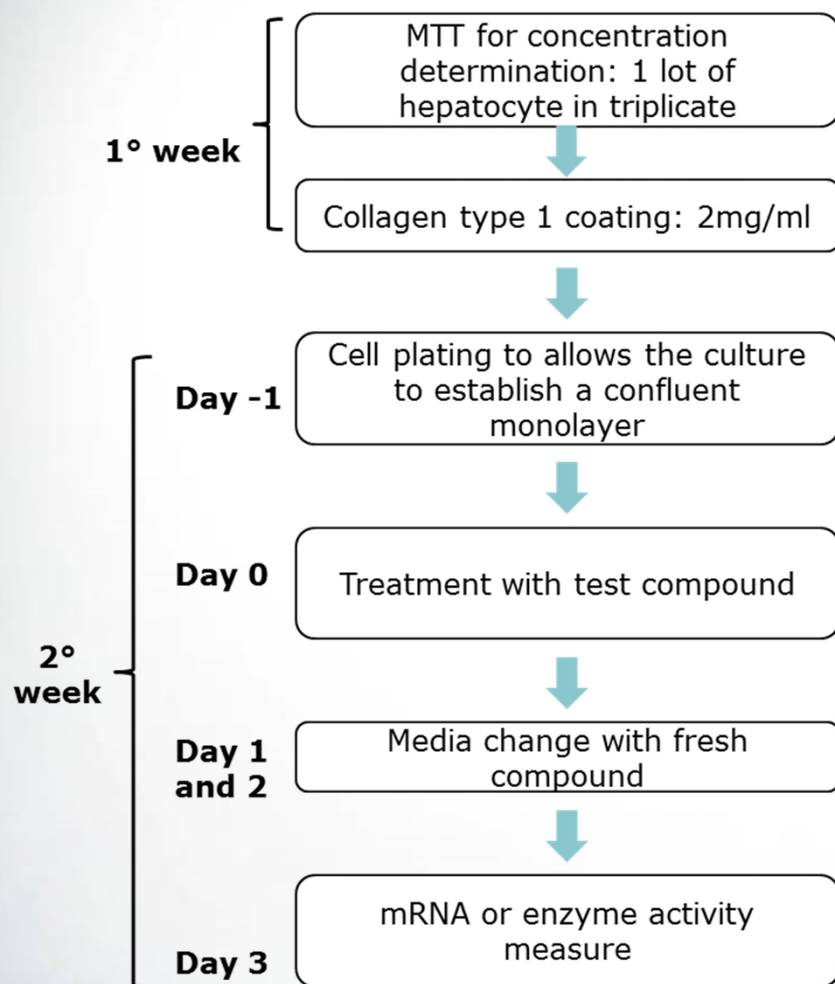 MTT for concentration
determination: 1 lot of
hepatocyte in triplicate
1° week
Collagen type 1 coating: 2mg/ml
Cell plating to allows the culture
to establish a confluent
monolayer
Day -1
Day 0
Treatment with test compound
2°
week
Day 1
and 2
Media change with fresh
compound
mRNA or enzyme activity
measure
Day 3